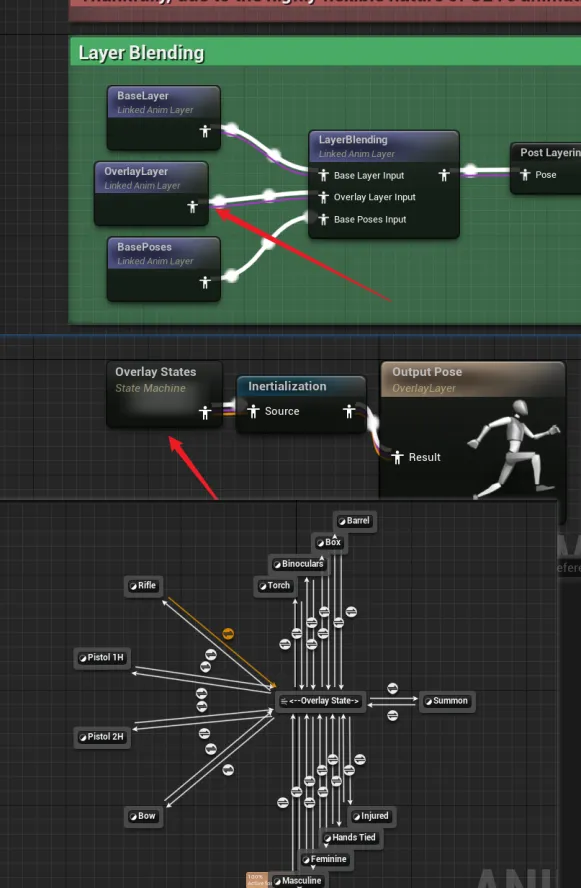 Layer Blending
BaseLayer
Linked Anim Layer
OverlayLayer
Linked Anim Layer
BasePoses
Linked Anim Layer
LayerBlending
Linked Anim Layer
Base Layer Input
Overlay Layer Input
Base Poses Input
Post Layering
Pose
Overlay States
State Machine
Inertialization
Source
Output Pose
OverlayLayer
Result
Barrel
Box
Binoculars
Torch
Rifle
Pistol 1H
<--Overlay State->
Summon
Pistol 2H
Bow
Injured
Hands Tied
Feminine
Masculine
100%